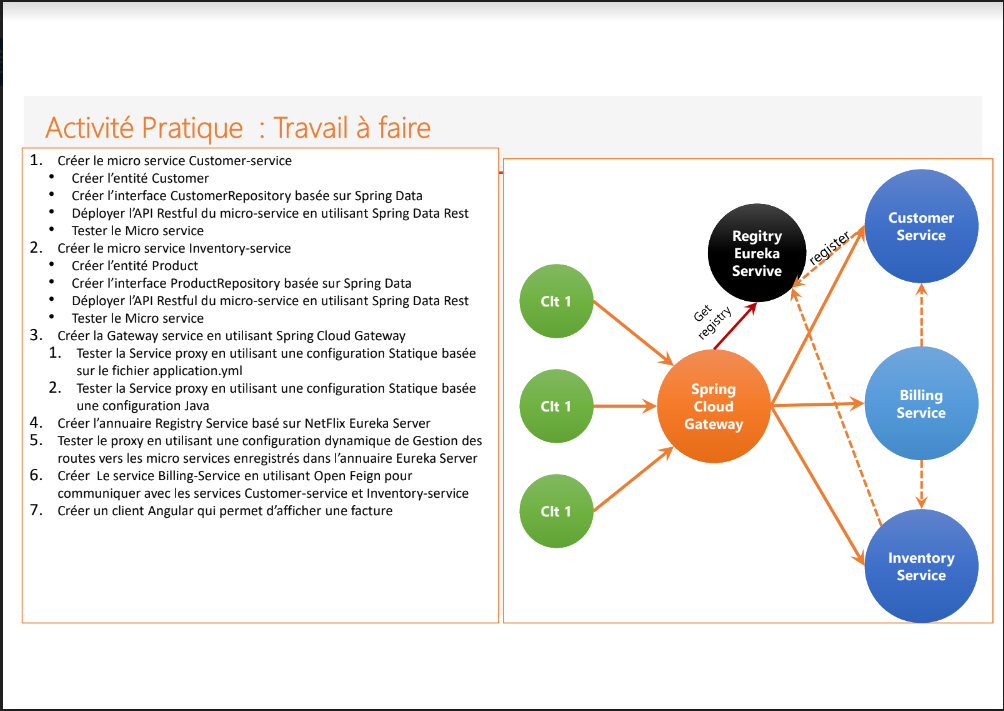 Activité Pratique : Travail à faire
1. Créer le micro service Customer-service
• Créer l'entité Customer
• Créer l'interface CustomerRepository basée sur Spring Data
• Déployer l'API Restful du micro-service en utilisant Spring Data Rest
• Tester le Micro service
2. Créer le micro service Inventory-service
• Créer l'entité Product
• Créer l'interface ProductRepository basée sur Spring Data
• Déployer l'API Restful du micro-service en utilisant Spring Data Rest
• Tester le Micro service
3. Créer la Gateway service en utilisant Spring Cloud Gateway
1. Tester la Service proxy en utilisant une configuration Statique basée
sur le fichier application.yml
2. Tester la Service proxy en utilisant une configuration Statique basée
une configuration Java
4. Créer l'annuaire Registry Service basé sur NetFlix Eureka Server
5. Tester le proxy en utilisant une configuration dynamique de Gestion des
routes vers les micro services enregistrés dans l'annuaire Eureka Server
6. Créer Le service Billing-Service en utilisant Open Feign pour
communiquer avec les services Customer-service et Inventory-service
7. Créer un client Angular qui permet d'afficher une facture
Clt 1
Clt 1
Clt 1
Regitry
Eureka
Servive
Get
registry
register
Spring
Cloud
Gateway
Customer
Service
Billing
Service
Inventory
Service